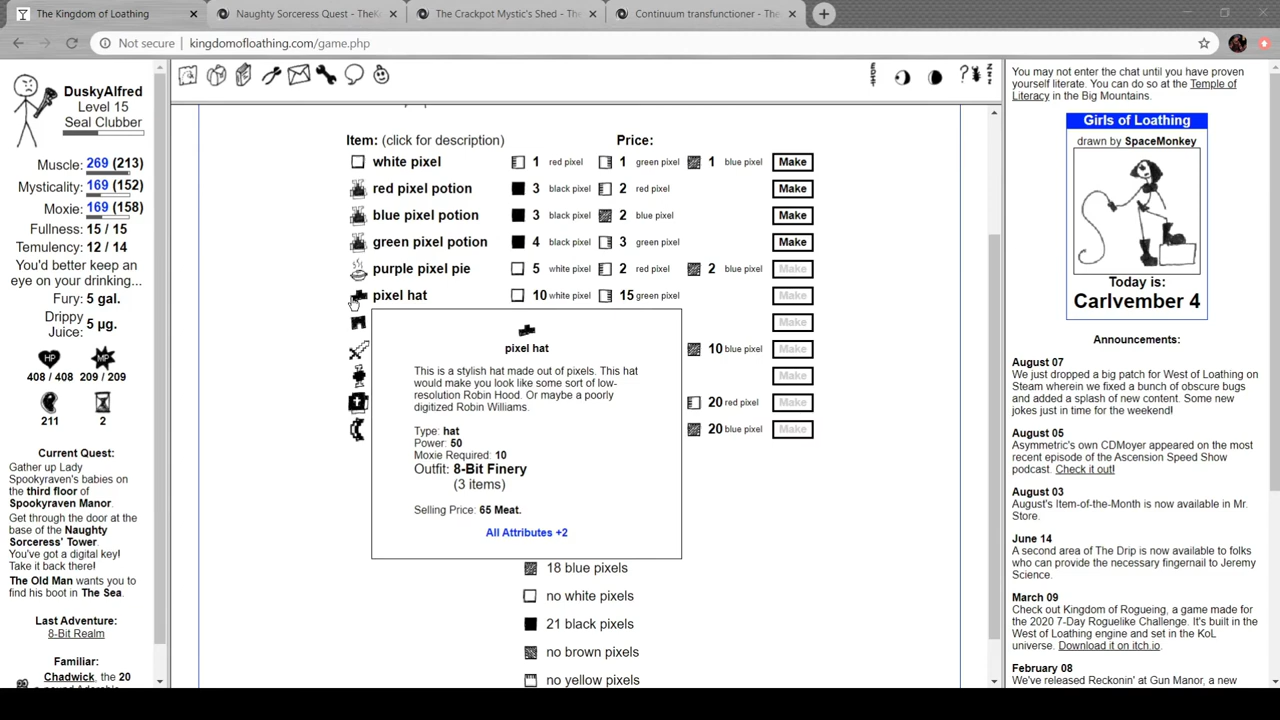 The Kingdom of Loathing
Naughty Sorceress Quest - TheK
The Crackpot Mystic's Shed - The
Continuum transfunctioner - The
Not secure
kingdomofloathing.com/game.php
DuskyAlfred
Level 15
Seal Clubber
Muscle: 269 (213)
Mysticality: 169 (152)
Moxie: 169 (158)
Fullness: 15 / 15
Temulency: 12 / 14
You'd better keep an
eye on your drinking...
Fury: 5 gal.
Drippy
Juice: 5 µg.
HP MP
408 / 408 209 / 209
211 2
Current Quest:
Gather up Lady
Spookyraven's babies
on the third floor of
Spookyraven Manor.
Get through the door at the
base of the Naughty
Sorceress' Tower.
You've got a digital key!
Take it back there!
The Old Man wants you to
find his boot in The Sea.
Last Adventure:
8-Bit Realm
Familiar:
Chadwick, the 20
Item: (click for description) Price:
white pixel 1 red pixel 1 green pixel 1 blue pixel Make
red pixel potion 3 black pixel 2 red pixel Make
blue pixel potion 3 black pixel 2 blue pixel Make
green pixel potion 4 black pixel 3 green pixel Make
purple pixel pie 5 white pixel 2 red pixel 2 blue pixel Make
pixel hat 10 white pixel 15 green pixel Make
Make
10 blue pixel Make
Make
20 red pixel Make
20 blue pixel Make
pixel hat
This is a stylish hat made out of pixels. This hat
would make you look like some sort of low-
resolution Robin Hood. Or maybe a poorly
digitized Robin Williams.
Type: hat
Power: 50
Moxie Required: 10
Outfit: 8-Bit Finery
(3 items)
Selling Price: 65 Meat.
All Attributes +2
18 blue pixels
no white pixels
21 black pixels
no brown pixels
no yellow pixels
You may not enter the chat until you have proven
yourself literate. You can do so at the Temple of
Literacy in the Big Mountains.
Girls of Loathing
drawn by SpaceMonkey
Today is:
Carlvember 4
Announcements:
August 07
We just dropped a big patch for West of Loathing on
Steam wherein we fixed a bunch of obscure bugs
and added a splash of new content. Some new
jokes just in time for the weekend!
August 05
Asymmetric's own CDMoyer appeared on the most
recent episode of the Ascension Speed Show
podcast. Check it out!
August 03
August's Item-of-the-Month is now available in Mr.
Store.
June 14
A second area of The Drip is now available to folks
who can provide the necessary fingernail to Jeremy
Science.
March 09
Check out Kingdom of Rogueing, a game made for
the 2020 7-Day Roguelike Challenge. It's built in the
West of Loathing engine and set in the KoL
universe. Download it on itch.io.
February 08
We've released Reckonin' at Gun Manor, a new